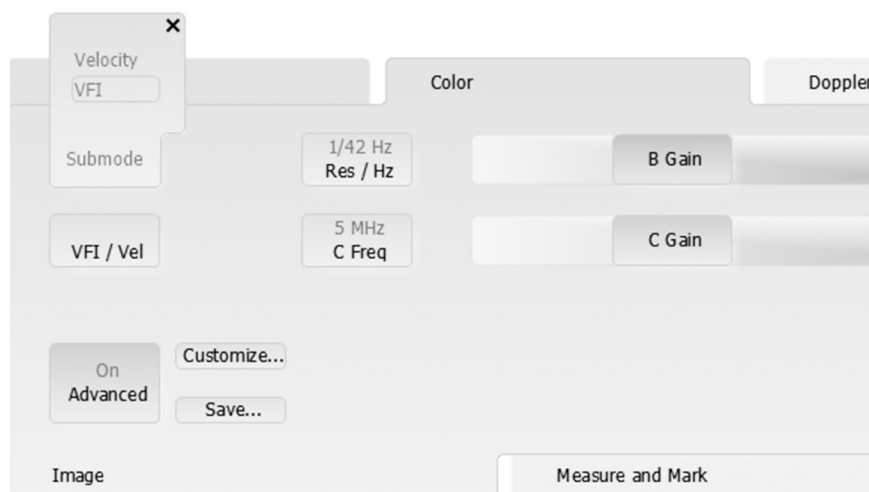 ×
Velocity
VFI
Submode
Color
Doppler
1/42 Hz
Res / Hz
B Gain
VFI / Vel
5 MHz
C Freq
C Gain
On
Advanced
Customize...
Save...
Image
Measure and Mark